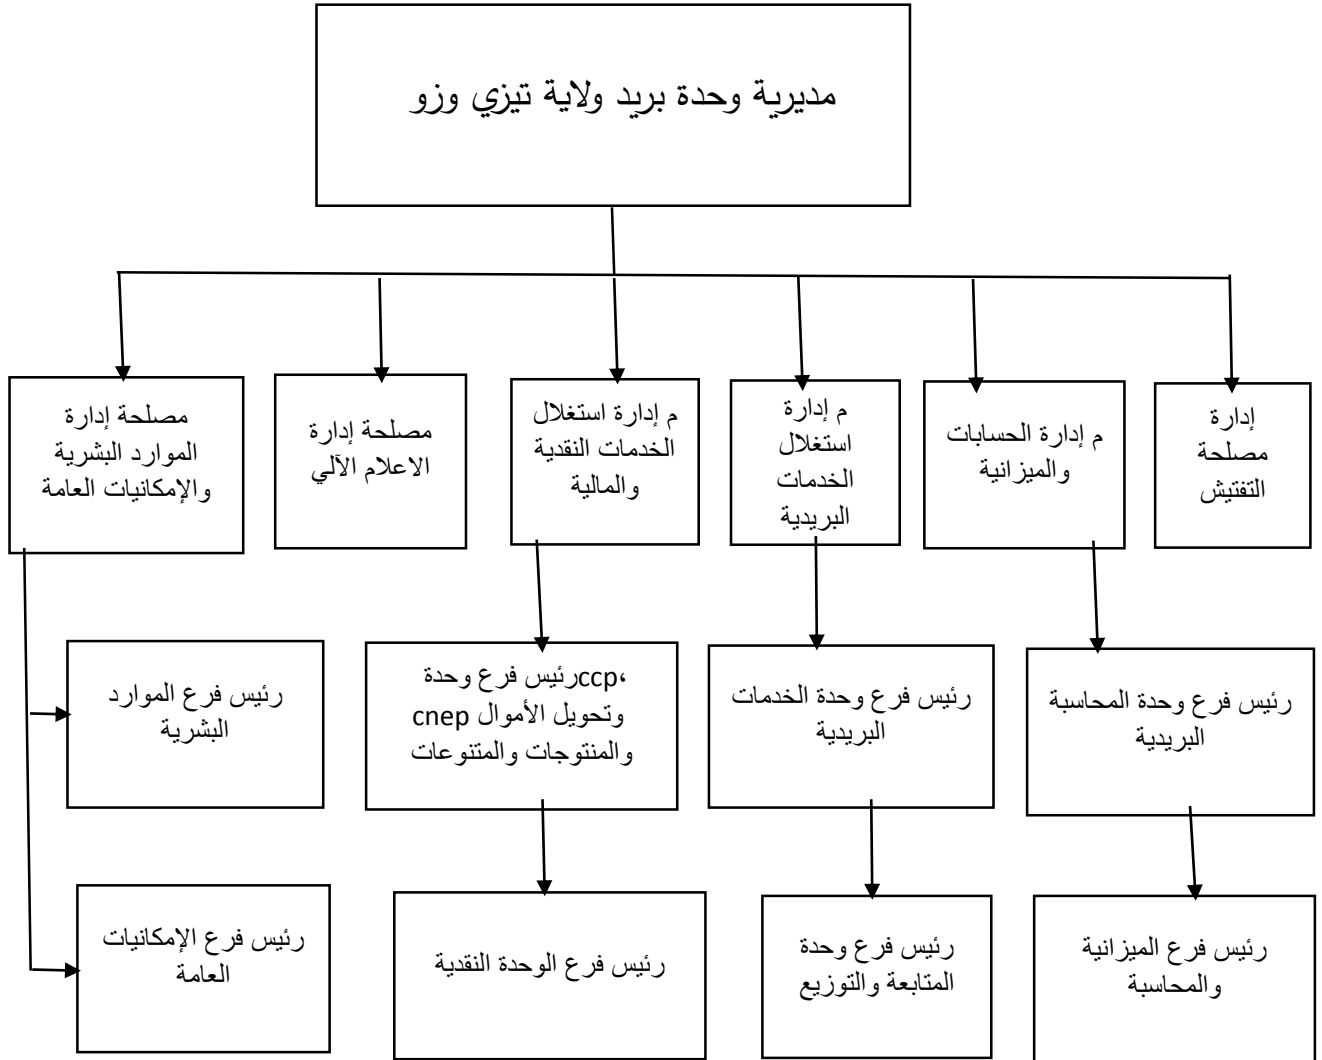 مديرية وحدة بريد ولاية تيزي وزو
إدارة
مصلحة
التفتيش
م إدارة الحسابات
والميزانية
م إدارة
استغلال
الخدمات
البريدية
م إدارة استغلال
الخدمات النقدية
والمالية
مصلحة إدارة
الاعلام الآلي
مصلحة إدارة
الموارد البشرية
والإمكانيات العامة
رئيس فرع وحدة المحاسبة
البريدية
رئيس فرع وحدة الخدمات
البريدية
رئيس فرع وحدة ccp،
وتحويل الأموال cnep
والمنتوجات والمتنوعات
رئيس فرع الموارد
البشرية
رئيس فرع الميزانية
والمحاسبة
رئيس فرع وحدة
المتابعة والتوزيع
رئيس فرع الوحدة النقدية
رئيس فرع الإمكانيات
العامة